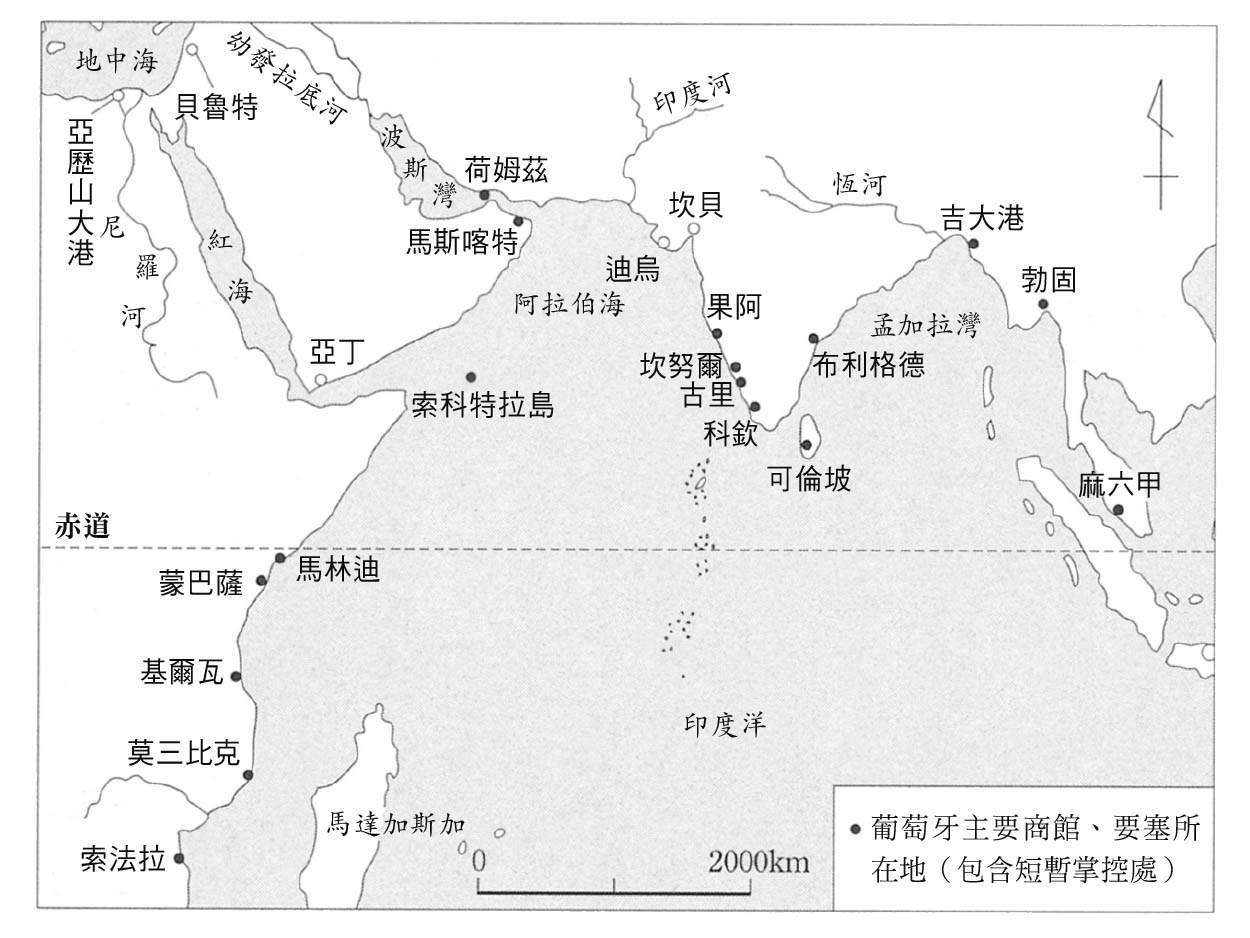 地中海
幼發拉底河
貝魯特
亞歷山大港
尼羅河
紅海
波斯灣
荷姆茲
馬斯喀特
印度河
坎貝
迪烏
恆河
吉大港
勃固
阿拉伯海
果阿
孟加拉灣
亞丁
坎努爾
布利格德
古里
索科特拉島
科欽
可倫坡
麻六甲
赤道
馬林迪
蒙巴薩
基爾瓦
印度洋
莫三比克
馬達加斯加
索法拉
0
2000km
葡萄牙主要商館、要塞所
在地（包含短暫掌控處）